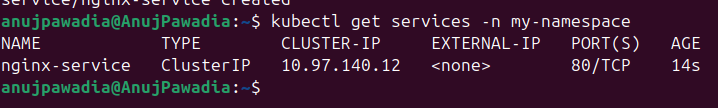 service/nginx-service created
anujpawadia@AnujPawadia:~$ kubectl get services -n my-namespace
NAME TYPE CLUSTER-IP EXTERNAL-IP PORT(S) AGE
nginx-service ClusterIP 10.97.140.12 <none> 80/TCP 14s
anujpawadia@AnujPawadia:~$